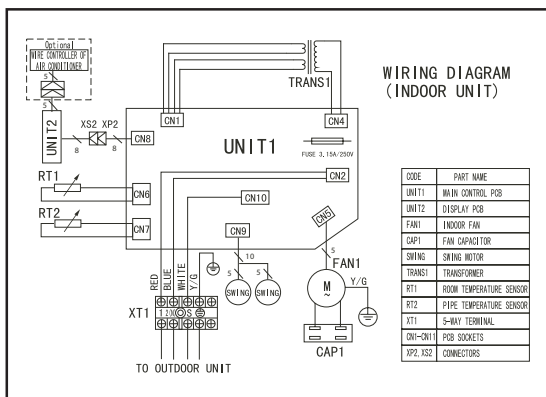 Optional
WIRE CONTROLLER OF
AIR CONDITIONER
5
5
UNIT2
XS2 XP2
8
8
CN8
CN1
TRANS1
CN4
WIRING DIAGRAM
(INDOOR UNIT)
UNIT1
FUSE 3.15A/250V
RT1
CN6
RT2
CN7
CN2
CN10
CN9
CN5
10
5
5
SWING
SWING
5
FAN1
M
~
Y/G
CAP1
RED
BLUE
WHITE
Y/G
XT1
1
S
TO OUTDOOR UNIT
CODE PART NAME
UNIT1 MAIN CONTROL PCB
UNIT2 DISPLAY PCB
FAN1 INDOOR FAN
CAP1 FAN CAPACITOR
SWING SWING MOTOR
TRANS1 TRANSFORMER
RT1 ROOM TEMPERATURE SENSOR
RT2 PIPE TEMPERATURE SENSOR
XT1 5-WAY TERMINAL
CN1-CN11 PCB SOCKETS
XP2, XS2 CONNECTORS